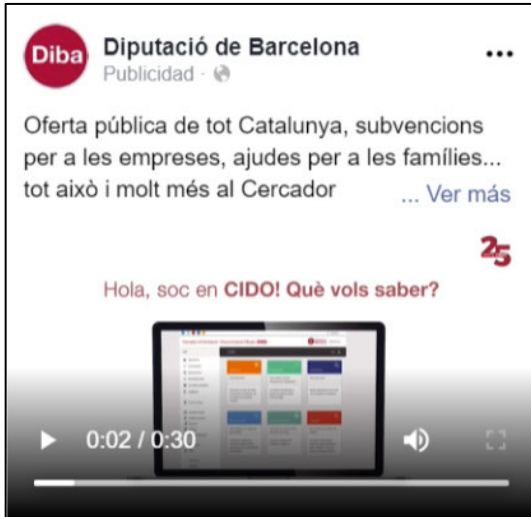 Diba
Diputació de Barcelona
Publicidad ·
Oferta pública de tot Catalunya, subvencions
per a les empreses, ajudes per a les famílies...
tot això i molt més al Cercador ... Ver más
25
Hola, soc en CIDO! Què vols saber?
0:02 / 0:30